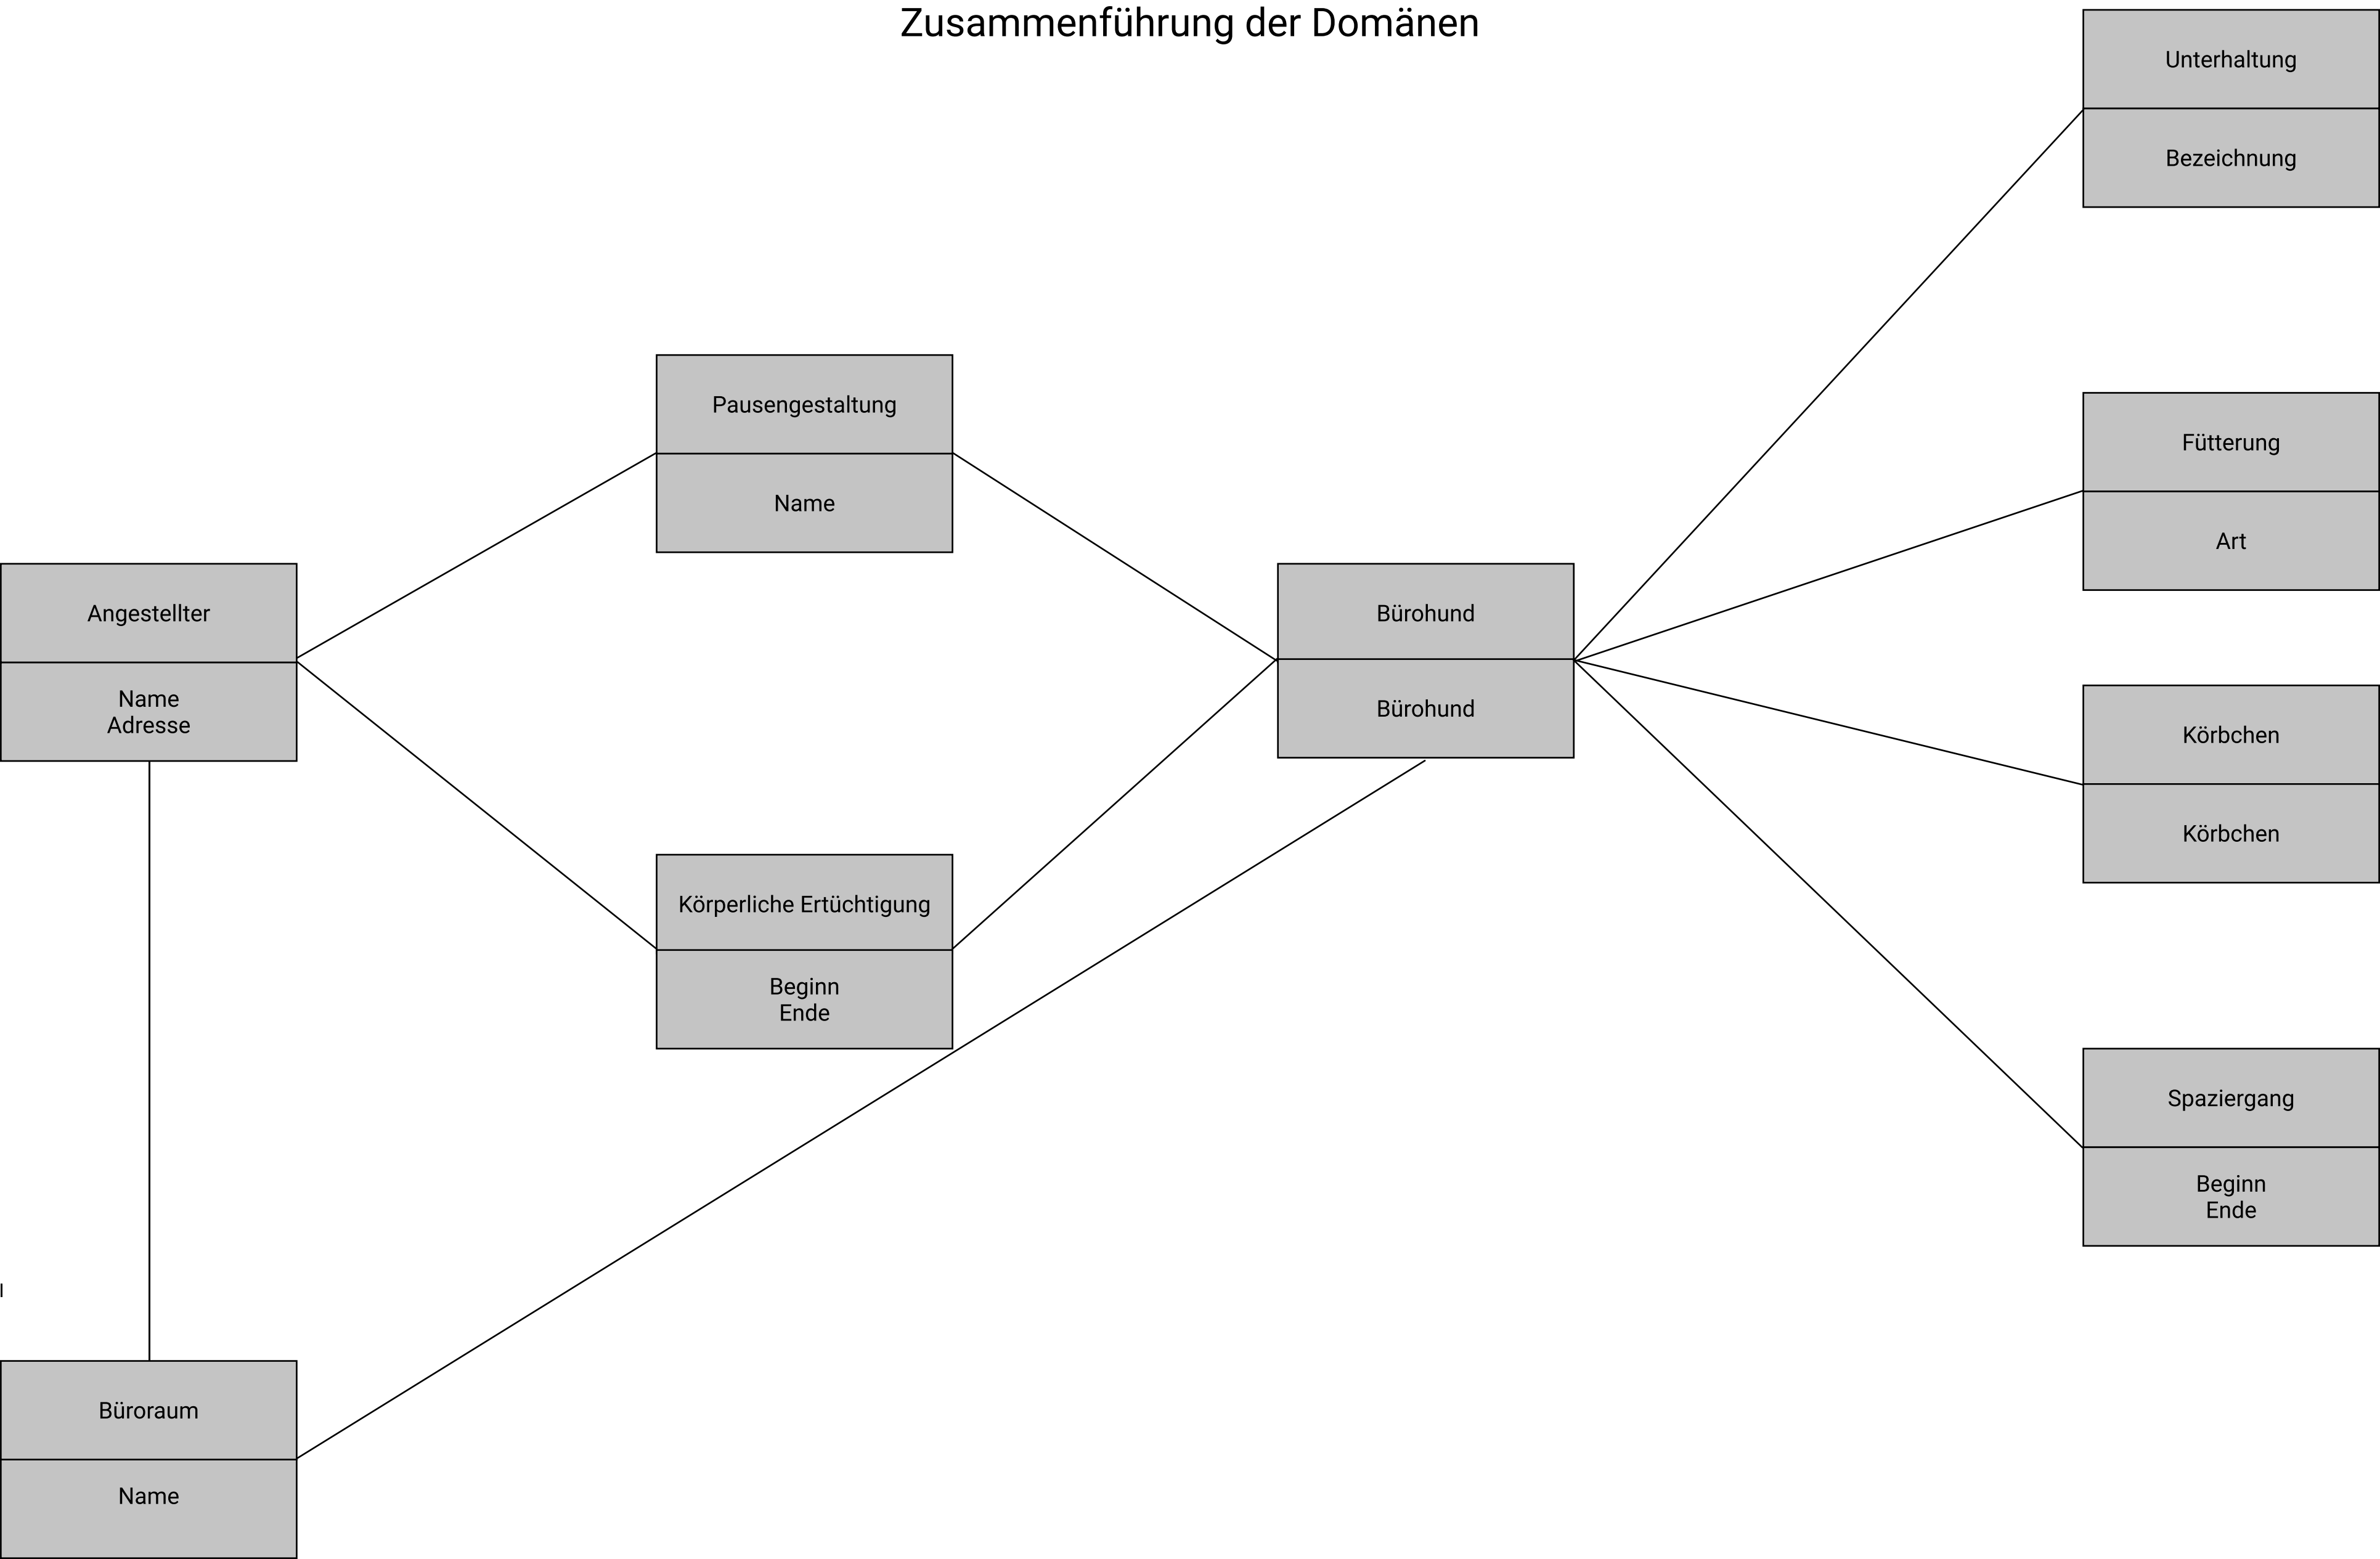 Zusammenführung der Domänen
Unterhaltung
Bezeichnung
Pausengestaltung
Name
Fütterung
Art
Angestellter
Name
Adresse
Bürohund
Bürohund
Körbchen
Körbchen
Körperliche Ertüchtigung
Beginn
Ende
Spaziergang
Beginn
Ende
l
Büroraum
Name